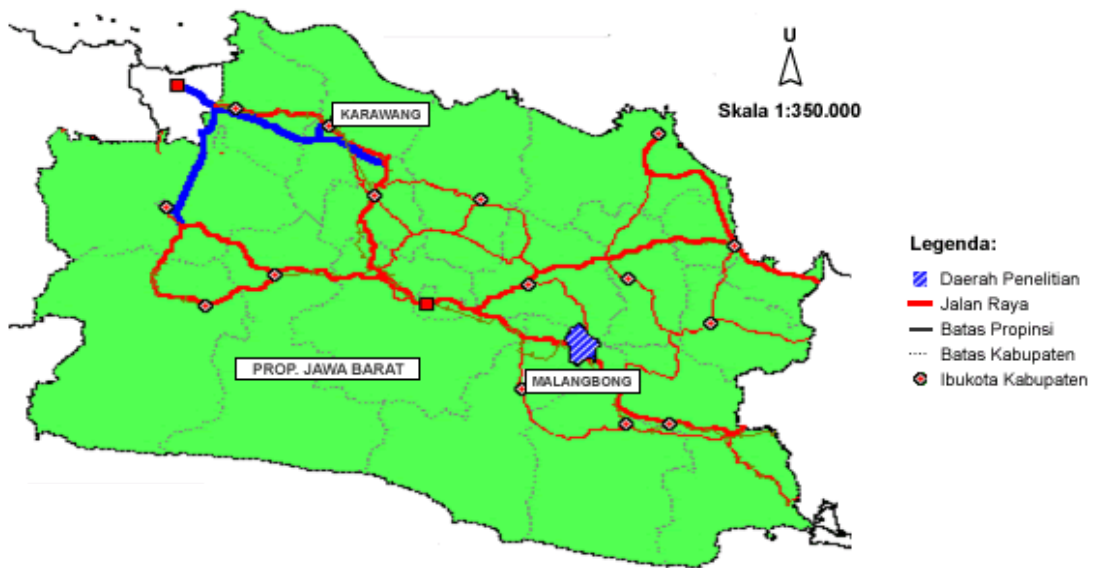 U
Skala 1:350.000
KARAWANG
PROP. JAWA BARAT
MALANGBONG
Legenda:
Daerah Penelitian
Jalan Raya
Batas Propinsi
Batas Kabupaten
Ibukota Kabupaten